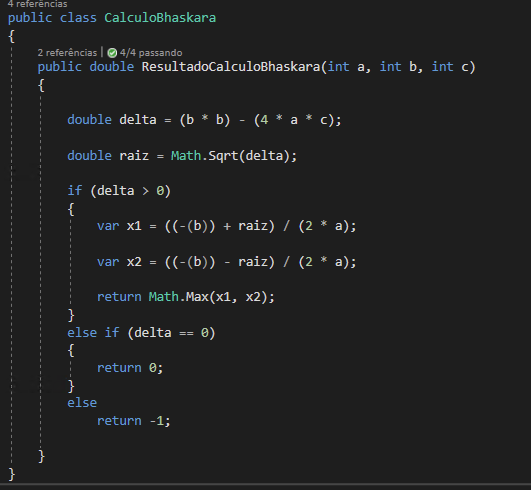 4 referências
public class CalculoBhaskara
{
2 referências | 4/4 passando
public double ResultadoCalculoBhaskara(int a, int b, int c)
{
double delta = (b * b) - (4 * a * c);
double raiz = Math.Sqrt(delta);
if (delta > 0)
{
var x1 = ((-(b)) + raiz) / (2 * a);
var x2 = ((-(b)) - raiz) / (2 * a);
return Math.Max(x1, x2);
}
else if (delta == 0)
{
return 0;
}
else
return -1;
}
}